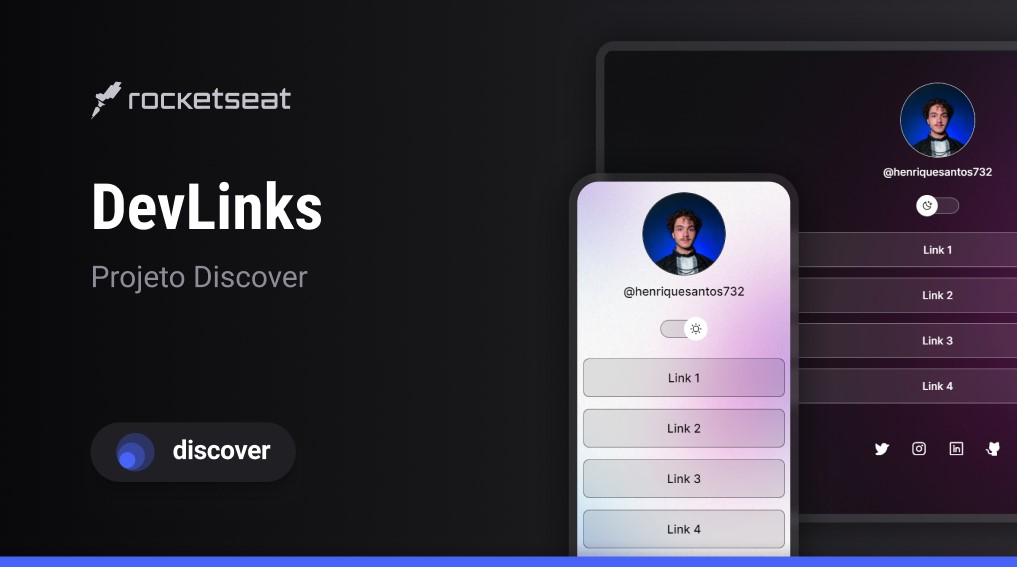 rocketseat
DevLinks
Projeto Discover
discover
@henriquesantos732
Link 1
Link 2
Link 3
Link 4
@henriquesantos732
Link 1
Link 2
Link 3
Link 4
in